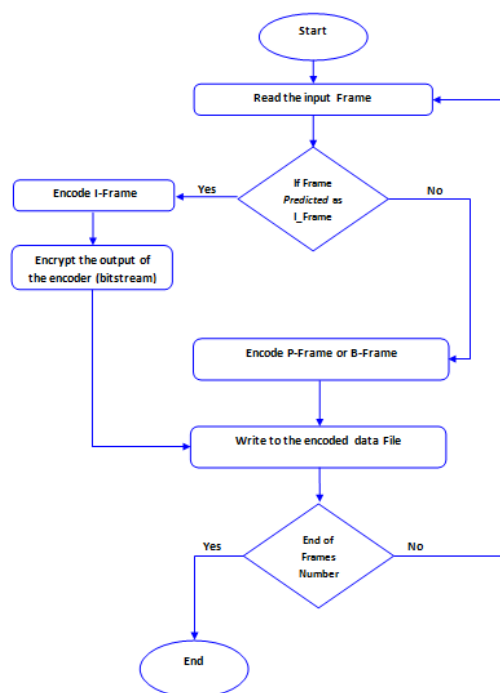 Start
Read the input Frame
If Frame
Predicted as
I_Frame
Yes
No
Encode I-Frame
Encrypt the output of
the encoder (bitstream)
Encode P-Frame or B-Frame
Write to the encoded data File
End of
Frames
Number
Yes
No
End